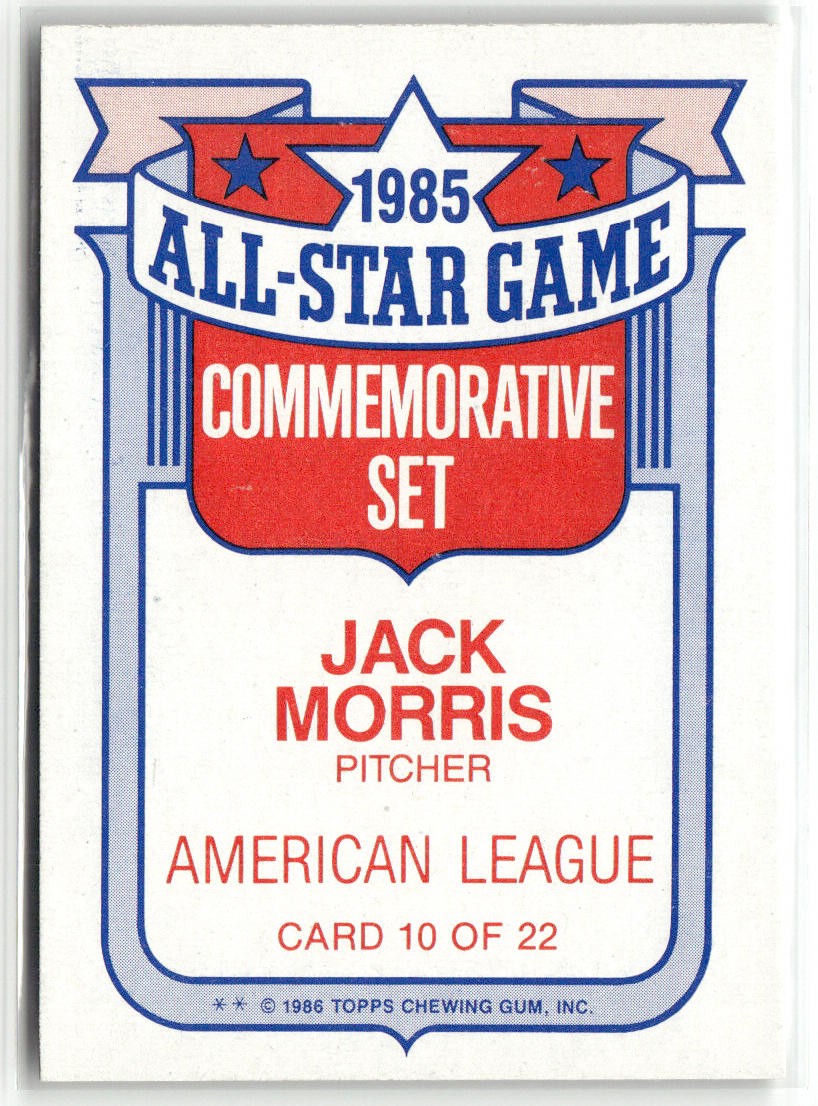 1985
ALL-STAR GAME
COMMEMORATIVE
SET
JACK
MORRIS
PITCHER
AMERICAN LEAGUE
CARD 10 OF 22
** © 1986 TOPPS CHEWING GUM, INC.